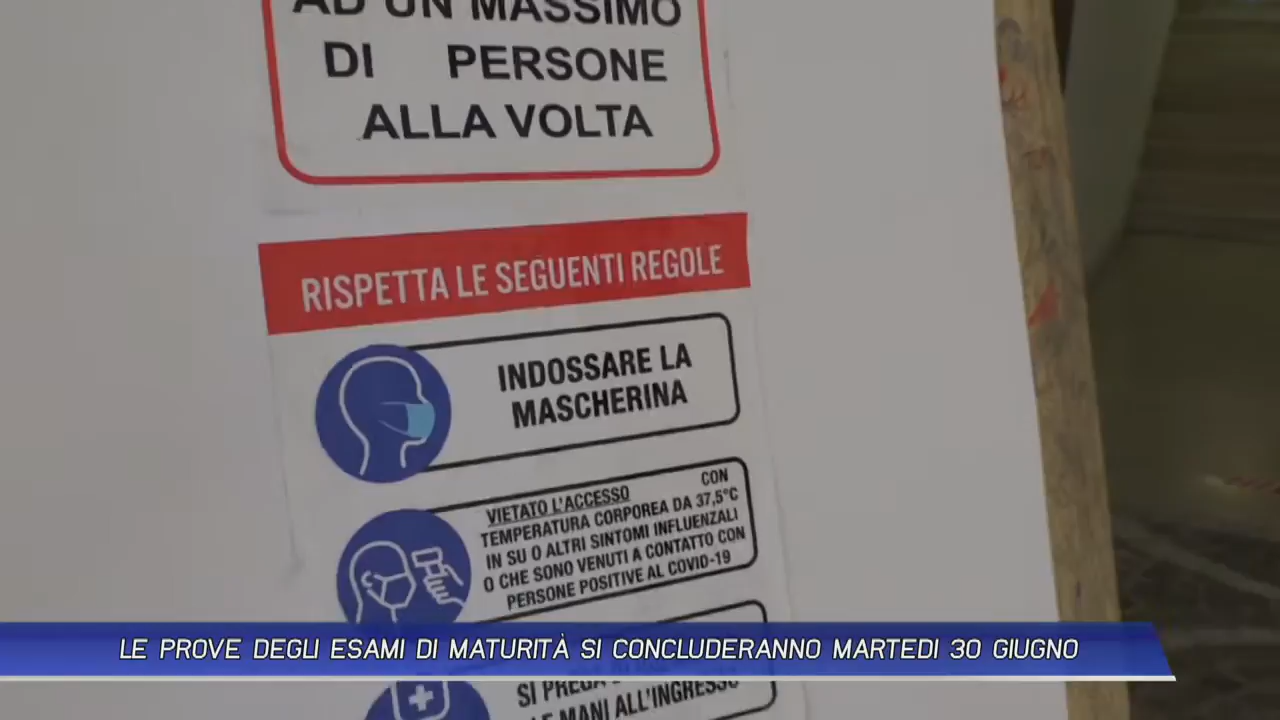 AD UN MASSIMO
DI PERSONE
ALLA VOLTA
RISPETTA LE SEGUENTI REGOLE
INDOSSARE LA
MASCHERINA
VIETATO L'ACCESSO CON
TEMPERATURA CORPOREA DA 37,5°C
IN SU O ALTRI SINTOMI INFLUENZALI
O CHE SONO VENUTI A CONTATTO CON
PERSONE POSITIVE AL COVID-19
LE PROVE DEGLI ESAMI DI MATURITÀ SI CONCLUDERANNO MARTEDI 30 GIUGNO
SI PREGA
LE MANI ALL'INGRESSO